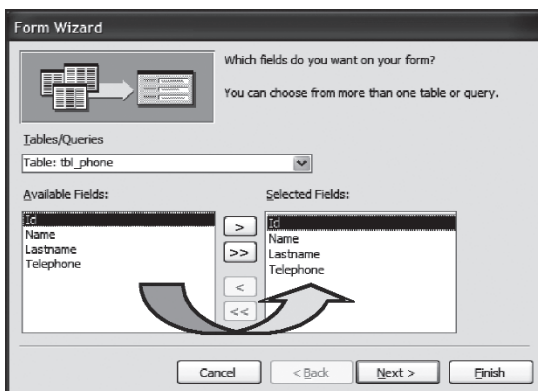 Form Wizard
Which fields do you want on your form?
You can choose from more than one table or query.
Tables/Queries
Table: tbl_phone
Available Fields:
Id
Name
Lastname
Telephone
>
>>
<
<<
Selected Fields:
Id
Name
Lastname
Telephone
Cancel
< Back
Next >
Finish